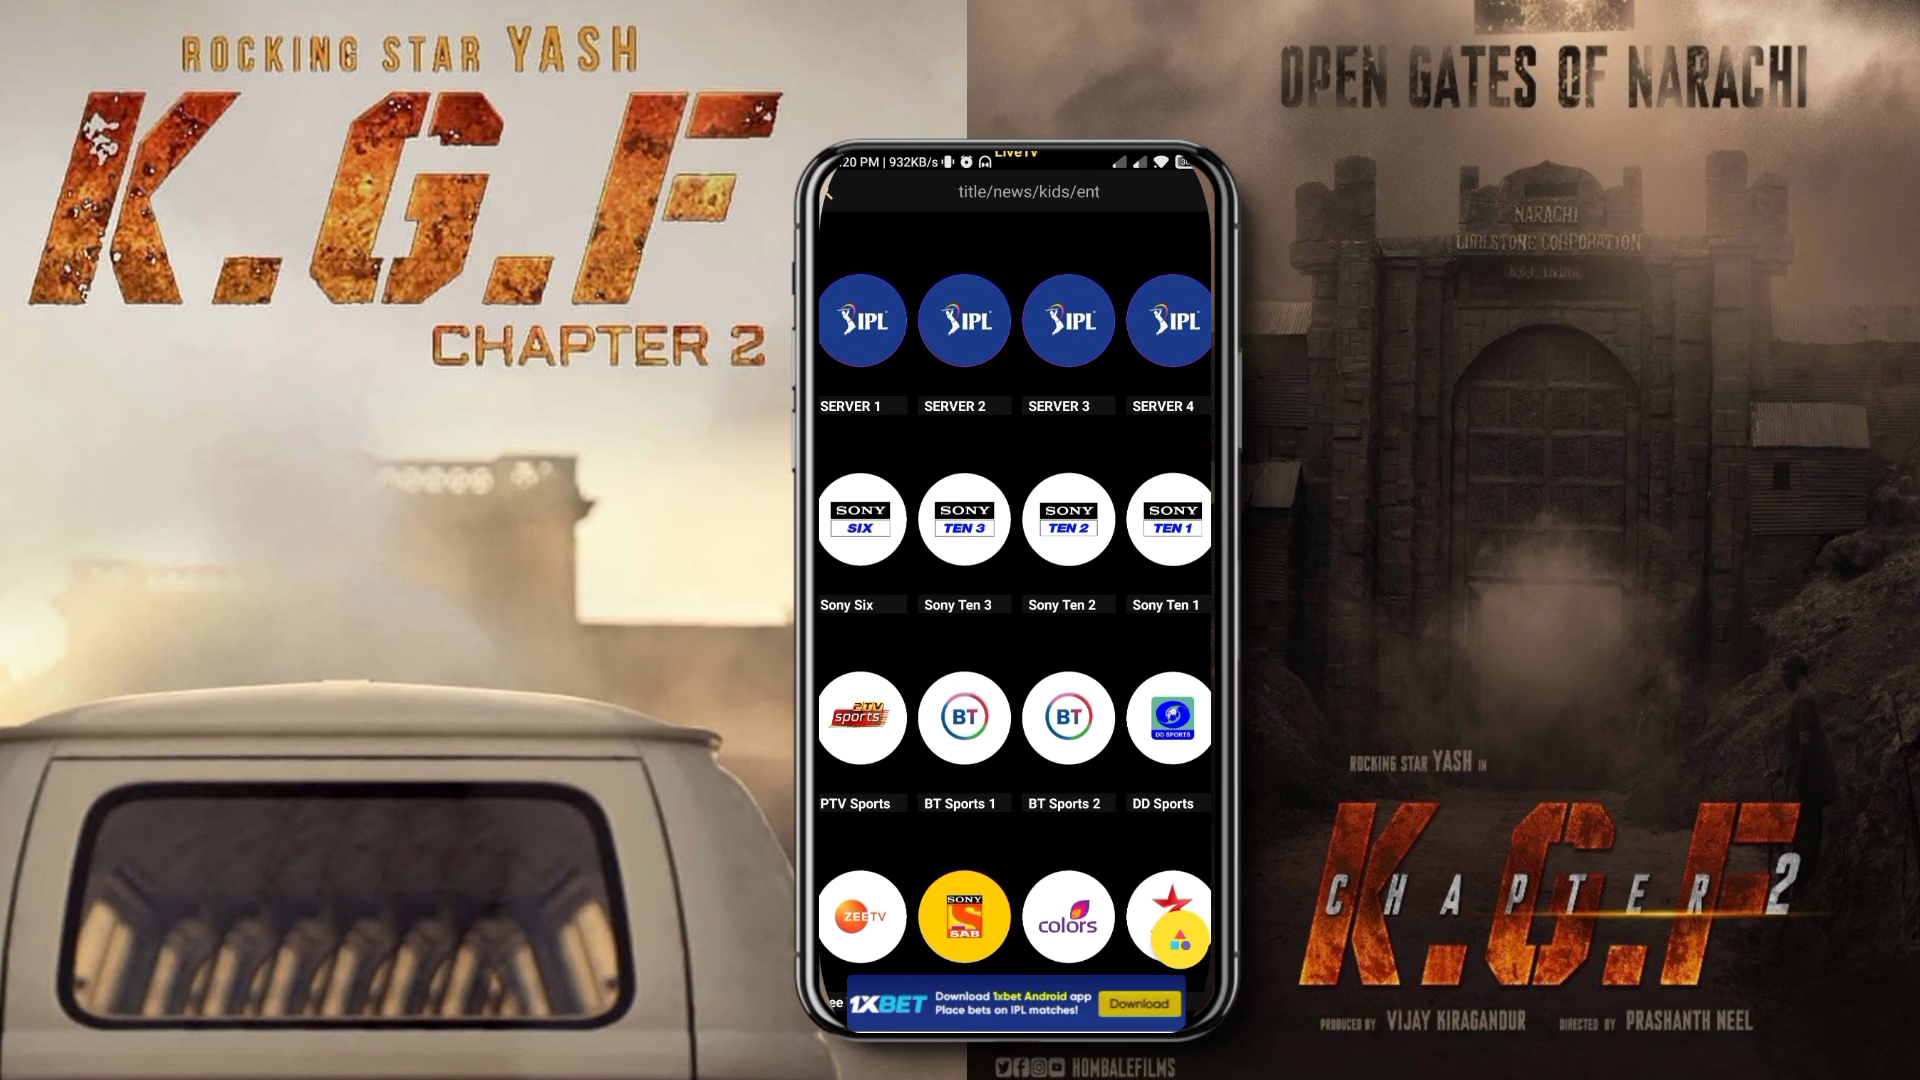 ROCKING STAR YASH
K.G.F
CHAPTER 2
OPEN GATES OF NARACHI
NARACHI
LIMESTONE CORPORATION
K.G.F. INDIA
:20 PM | 932KB/s
LiveTV
title/news/kids/ent
IPL
IPL
IPL
IPL
SERVER 1
SERVER 2
SERVER 3
SERVER 4
SONY
SIX
SONY
TEN 3
SONY
TEN 2
SONY
TEN 1
Sony Six
Sony Ten 3
Sony Ten 2
Sony Ten 1
PTV
sports
BT
BT
DD SPORTS
PTV Sports
BT Sports 1
BT Sports 2
DD Sports
ZEETV
SONY
SAB
colors
ee
1XBET
Download 1xbet Android app
Place bets on IPL matches!
Download
ROCKING STAR YASH IN
K.G.F
CHAPTER 2
PRODUCED BY VIJAY KIRAGANDUR
DIRECTED BY PRASHANTH NEEL
HOMBALEFILMS